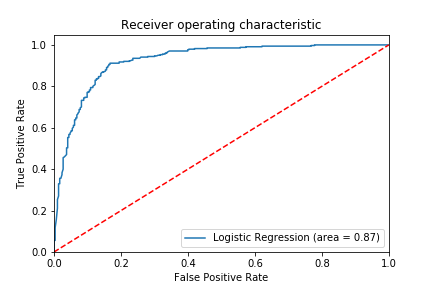 Receiver operating characteristic
1.0
0.8
0.6
0.4
0.2
0.0
True Positive Rate
Logistic Regression (area = 0.87)
0.0 0.2 0.4 0.6 0.8 1.0
False Positive Rate